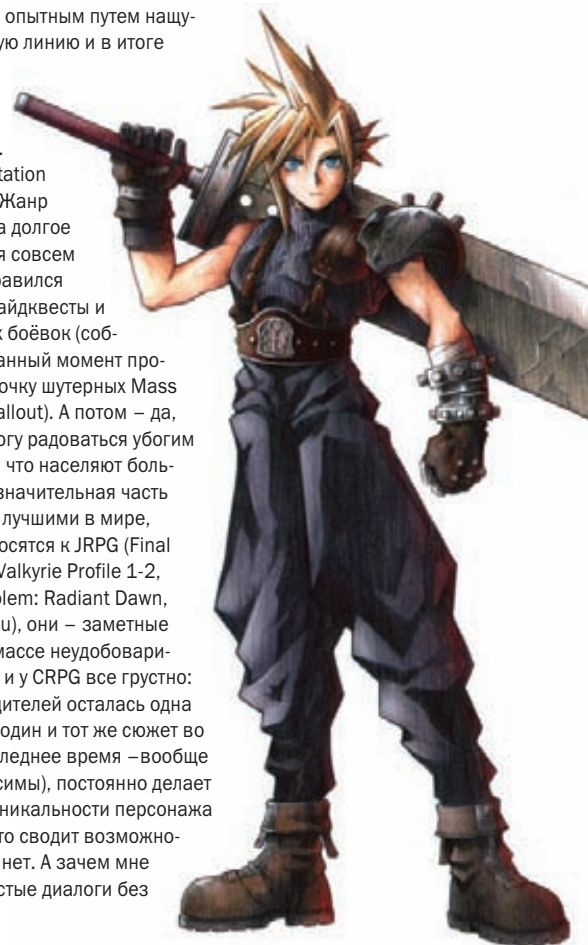 опытным путем нащу-
ую линию и в итоге
tation
Жанр
а долгое
я совсем
равился
айдквесты и
к боёвок (соб-
анный момент про-
очку шутерных Mass
allout). А потом – да,
огу радоваться убогим
что населяют боль-
значительная часть
лучшими в мире,
осятся к JRPG (Final
Valkyrie Profile 1-2,
blem: Radiant Dawn,
u), они – заметные
массе неудобовари-
и у CRPG все грустно:
дителей осталась одна
один и тот же сюжет во
следнее время –вообще
симы), постоянно делает
никальности персонажа
то сводит возможно-
нет. А зачем мне
стые диалоги без